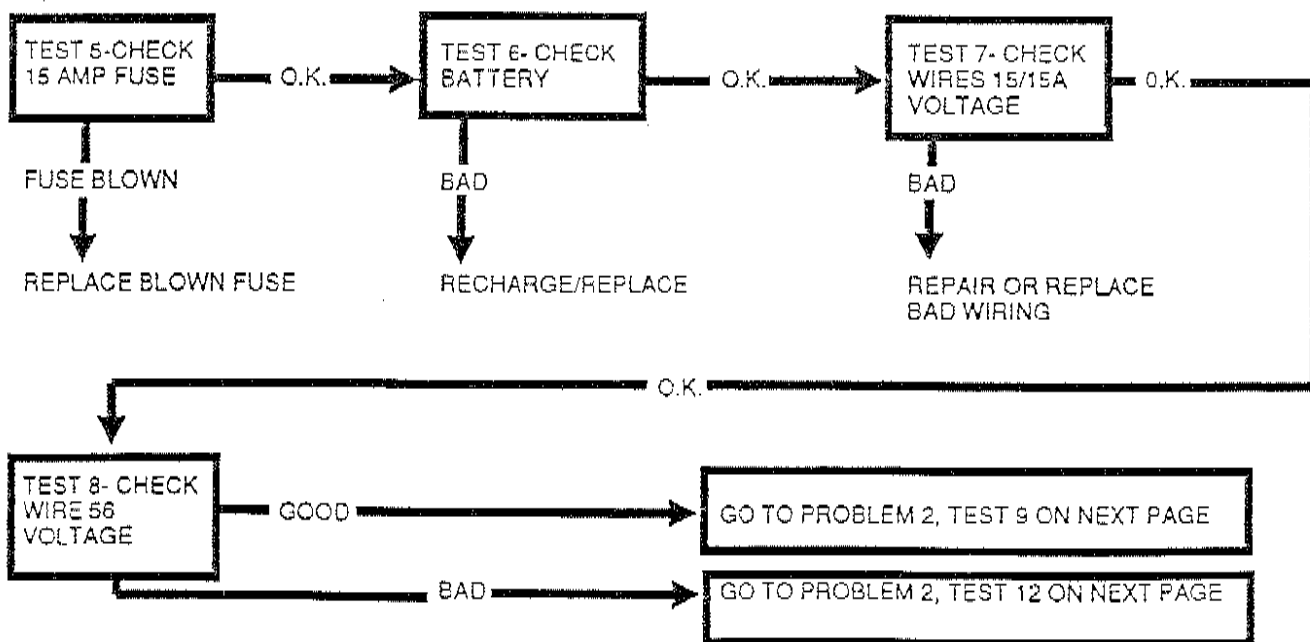 TEST 5-CHECK
15 AMP FUSE
O.K.
TEST 6- CHECK
BATTERY
O.K.
TEST 7- CHECK
WIRES 15/15A
VOLTAGE
O.K.
FUSE BLOWN
BAD
BAD
REPLACE BLOWN FUSE
RECHARGE/REPLACE
REPAIR OR REPLACE
BAD WIRING
O.K.
TEST 8- CHECK
WIRE 56
VOLTAGE
GOOD
GO TO PROBLEM 2, TEST 9 ON NEXT PAGE
BAD
GO TO PROBLEM 2, TEST 12 ON NEXT PAGE